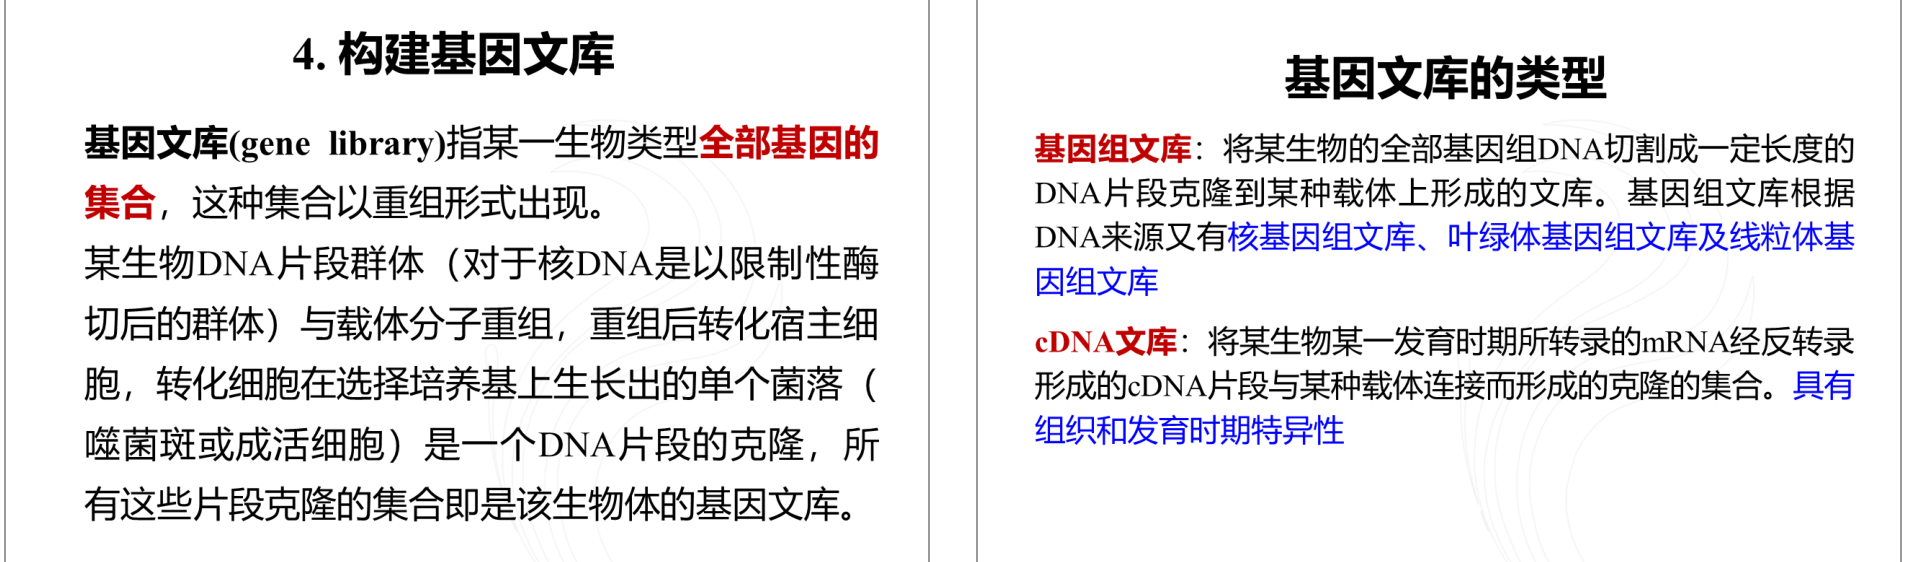 4. 构建基因文库
基因文库(gene library)指某一生物类型全部基因的
集合，这种集合以重组形式出现。
某生物DNA片段群体（对于核DNA是以限制性酶
切后的群体）与载体分子重组，重组后转化宿主细
胞，转化细胞在选择培养基上生长出的单个菌落（
噬菌斑或成活细胞）是一个DNA片段的克隆，所
有这些片段克隆的集合即是该生物体的基因文库。
基因文库的类型
基因组文库：将某生物的全部基因组DNA切割成一定长度的
DNA片段克隆到某种载体上形成的文库。基因组文库根据
DNA来源又有核基因组文库、叶绿体基因组文库及线粒体基
因组文库
cDNA文库：将某生物某一发育时期所转录的mRNA经反转录
形成的cDNA片段与某种载体连接而形成的克隆的集合。具有
组织和发育时期特异性